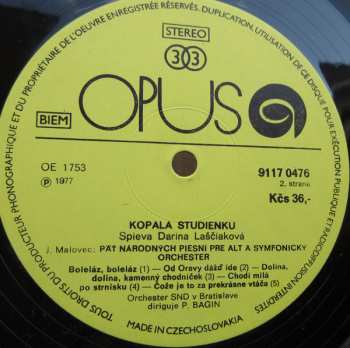 TOUS DROITS DU PRODUCTEUR PHONOGRAPHIQUE ET DU PROPRIÉTAIRE DE L'OEUVRE ENREGISTRÉE RÉSERVÉS. DUPLICATION, UTILISATION DE CE DISQUE POUR EXÉCUTION PUBLIQUE ET RADIODIFFUSION INTERDITES
STEREO
33
OPUS
BIEM
OE 1753
Ⓟ 1977
9117 0476
2. strana
Kčs 36,-
KOPALA STUDIENKU
Spieva Darina Laščiaková
J. Malovec: PÄT NÁRODNÝCH PIESNÍ PRE ALT A SYMFONICKÝ
ORCHESTER
Boleláz, boleláz (1) — Od Oravy dážď ide (2) — Dolina,
dolina, kamenný chodníček (3) — Chodí milá
po strnisku (4) — Čože je to za prekrásne vtáča (5)
Orchester SND v Bratislave
diriguje P. BAGIN
MADE IN CZECHOSLOVAKIA